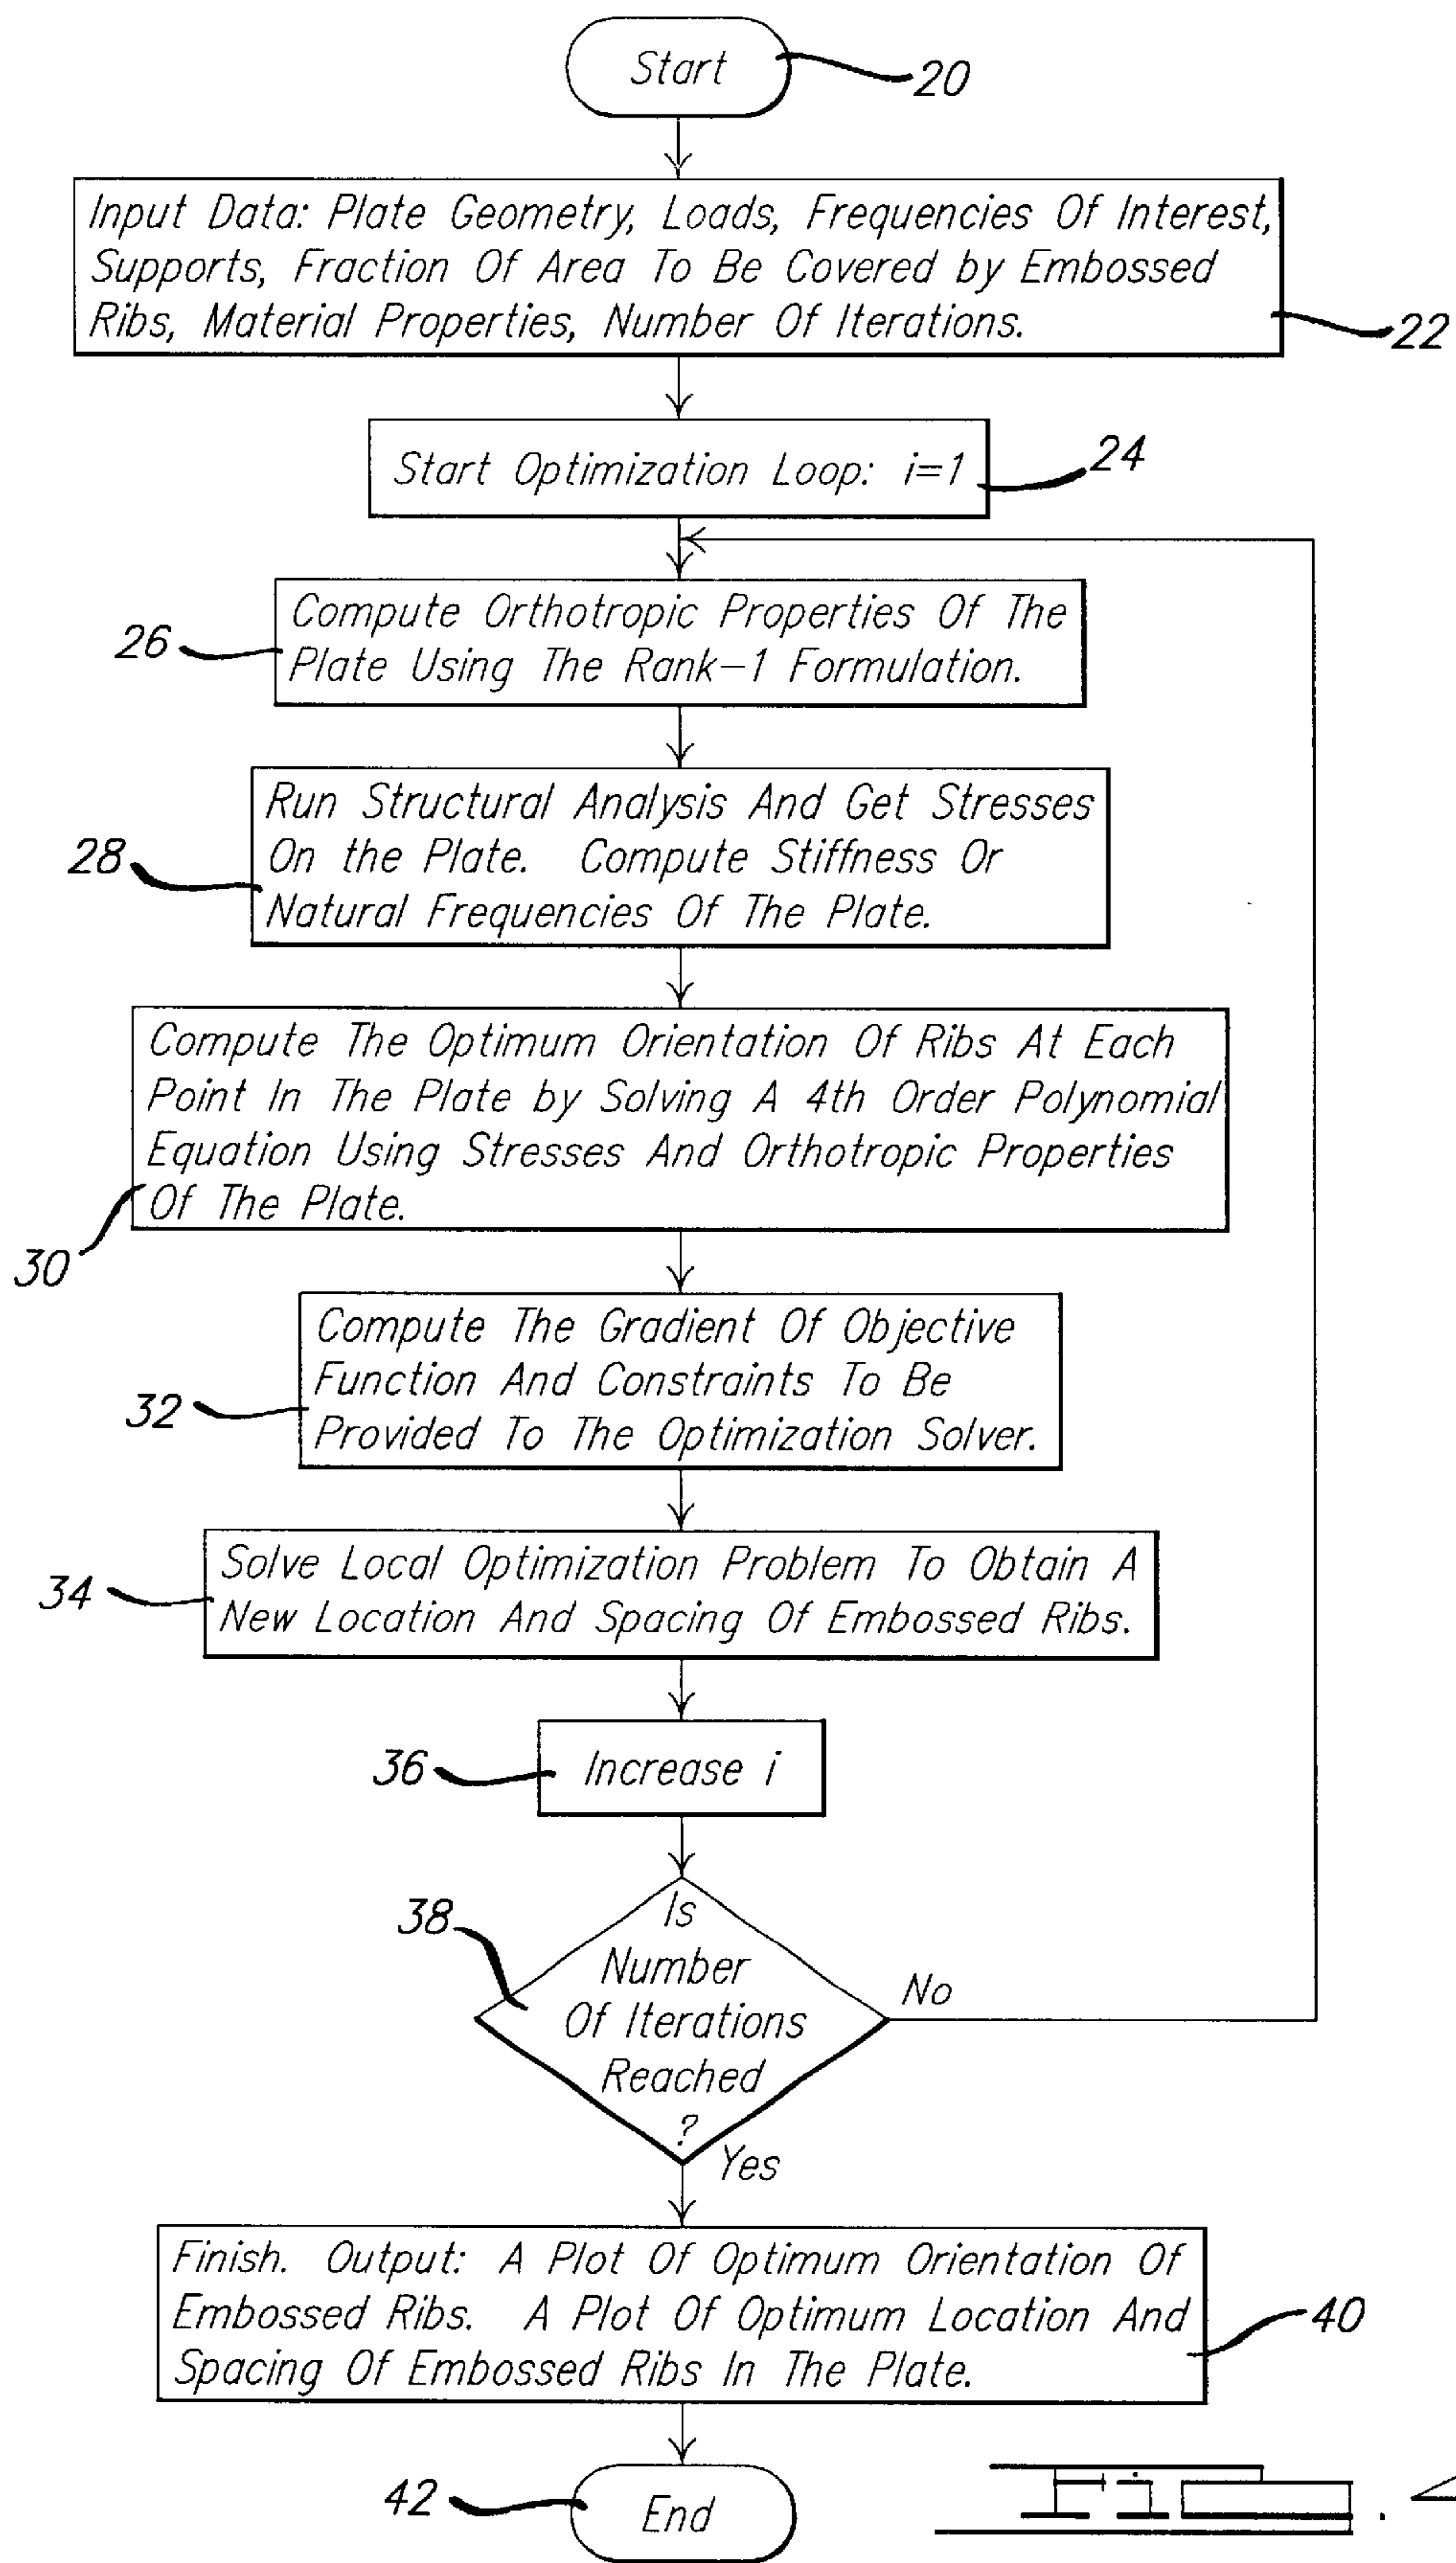 Start
20
Input Data: Plate Geometry, Loads, Frequencies Of Interest,
Supports, Fraction Of Area To Be Covered by Embossed
Ribs, Material Properties, Number Of Iterations.
22
Start Optimization Loop: i=1
24
Compute Orthotropic Properties Of The
Plate Using The Rank-1 Formulation.
26
Run Structural Analysis And Get Stresses
On the Plate. Compute Stiffness Or
Natural Frequencies Of The Plate.
28
Compute The Optimum Orientation Of Ribs At Each
Point In The Plate by Solving A 4th Order Polynomial
Equation Using Stresses And Orthotropic Properties
Of The Plate.
30
Compute The Gradient Of Objective
Function And Constraints To Be
Provided To The Optimization Solver.
32
Solve Local Optimization Problem To Obtain A
New Location And Spacing Of Embossed Ribs.
34
Increase i
36
Is
Number
Of Iterations
Reached
?
38
No
Yes
Finish. Output: A Plot Of Optimum Orientation Of
Embossed Ribs. A Plot Of Optimum Location And
Spacing Of Embossed Ribs In The Plate.
40
End
42